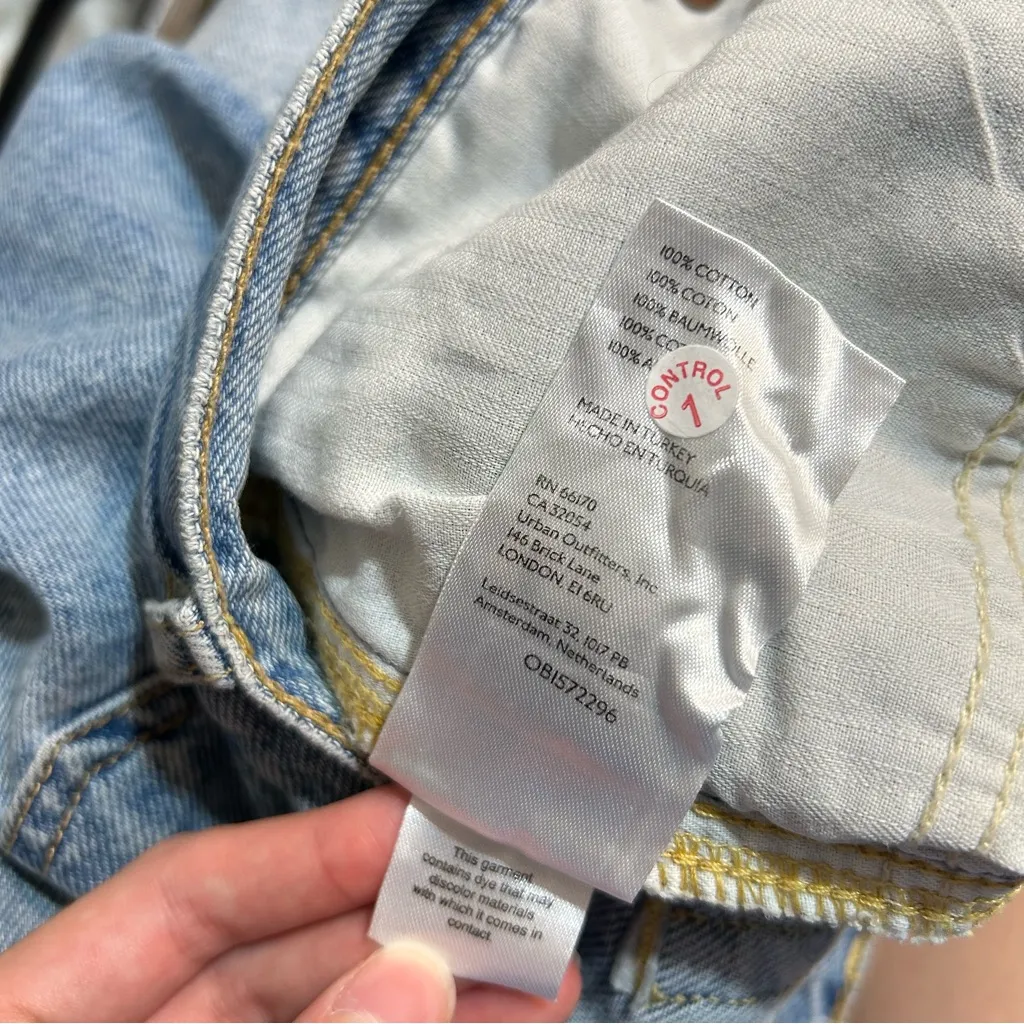 100% COTTON
100% COTON
100% BAUMWOLLE
100%
100%
CONTROL
1
MADE IN TURKEY
HECHO EN TURQUIA
RN 66170
CA 32054
Urban Outfitters, Inc
146 Brick Lane
LONDON, E1 6RU
Leidsestraat 32, 1017 PB
Amsterdam, Netherlands
OB1572296
This garment
contains dye that may
discolor materials
with which it comes in
contact.